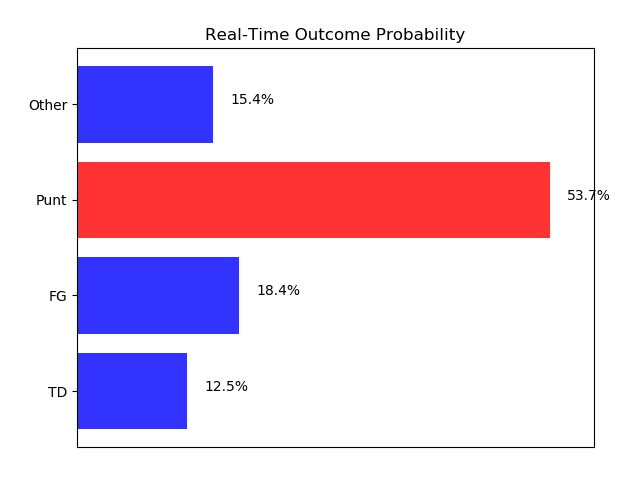 Real-Time Outcome Probability
Other
15.4%
Punt
53.7%
FG
18.4%
TD
12.5%